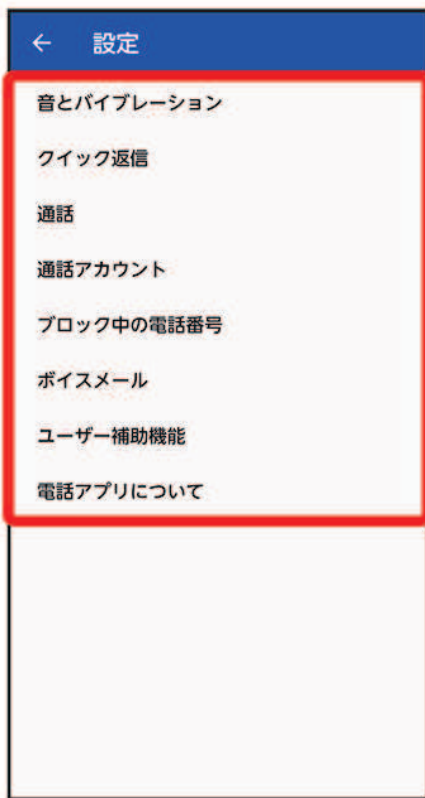 設定
音とバイブレーション
クイック返信
通話
通話アカウント
ブロック中の電話番号
ボイスメール
ユーザー補助機能
電話アプリについて